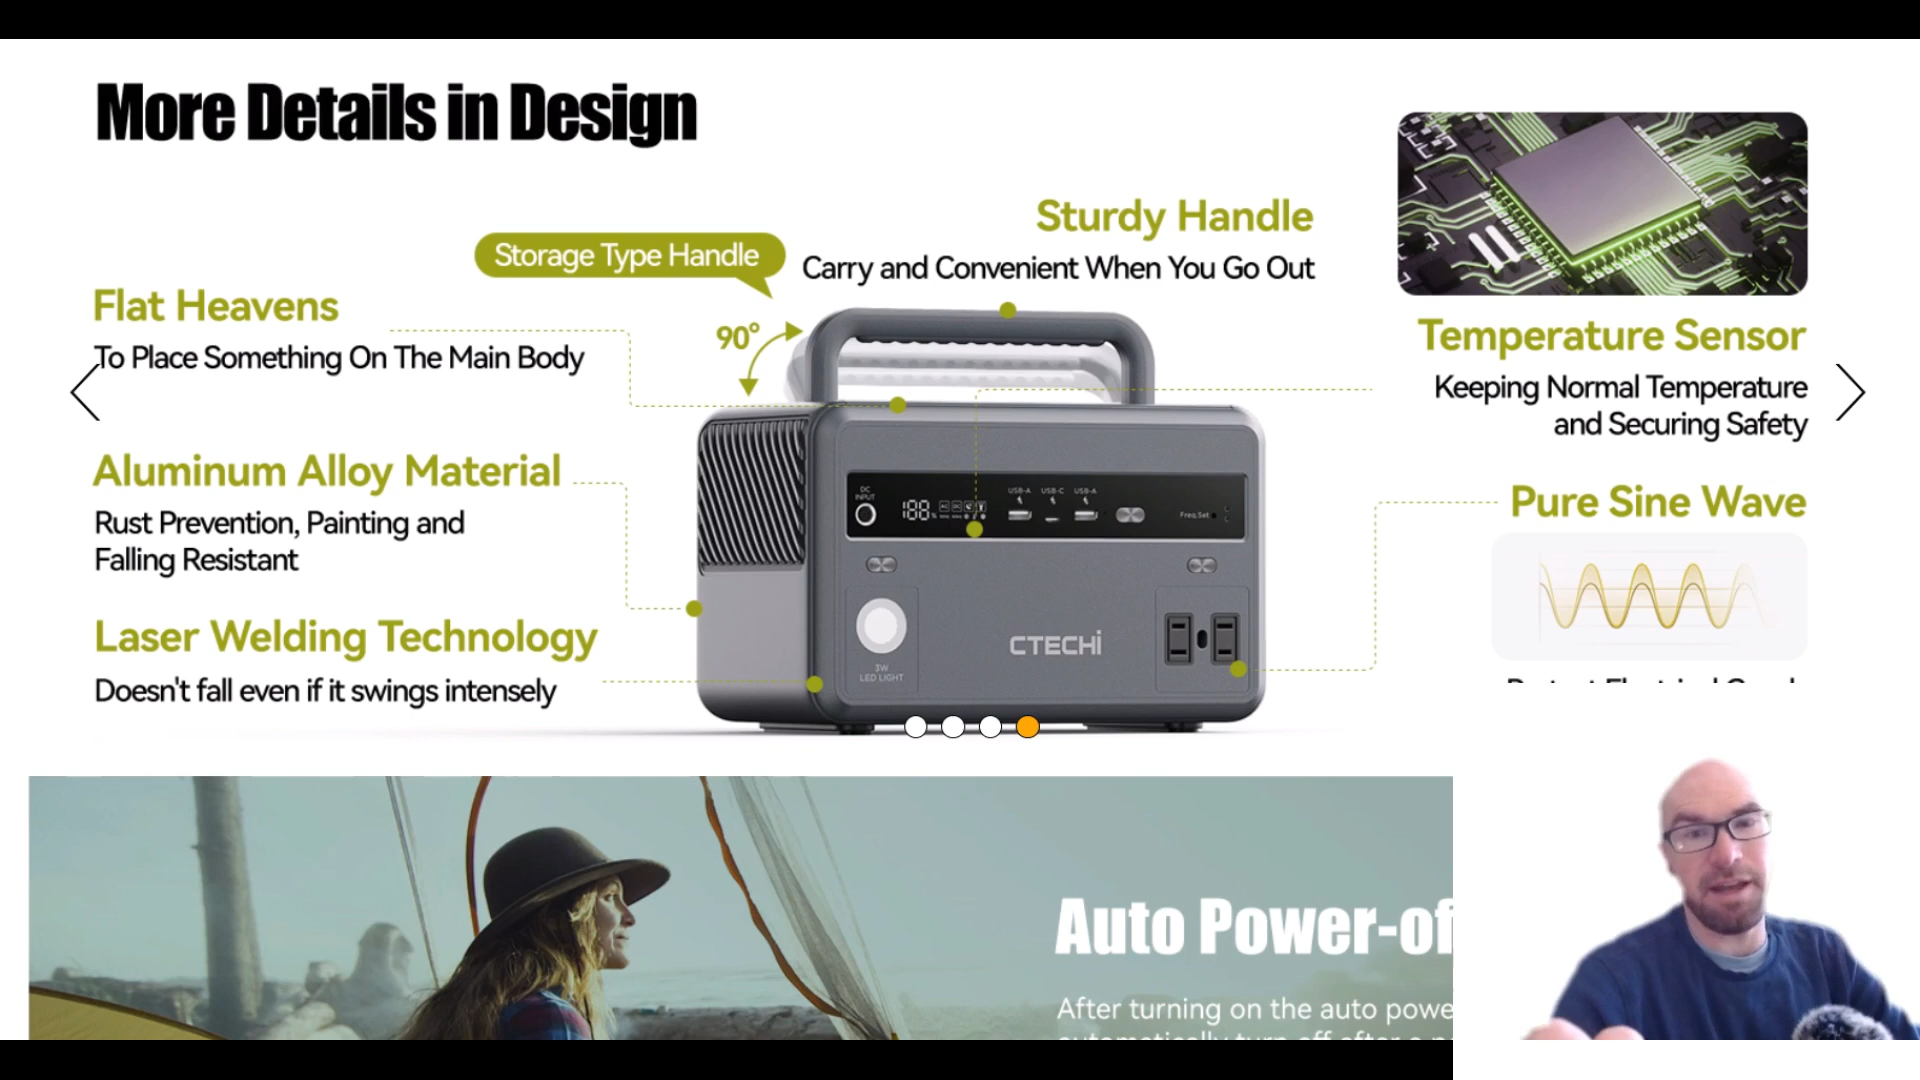 More Details in Design
Sturdy Handle
Storage Type Handle
Carry and Convenient When You Go Out
Flat Heavens
90°
To Place Something On The Main Body
Temperature Sensor
Keeping Normal Temperature
and Securing Safety
Aluminum Alloy Material
Rust Prevention, Painting and
Falling Resistant
Pure Sine Wave
DC
INPUT
188%
USB-A
USB-C
USB-A
Freq.Set
Laser Welding Technology
Doesn't fall even if it swings intensely
CTECHi
3W
LED LIGHT
Auto Power-of
After turning on the auto powe